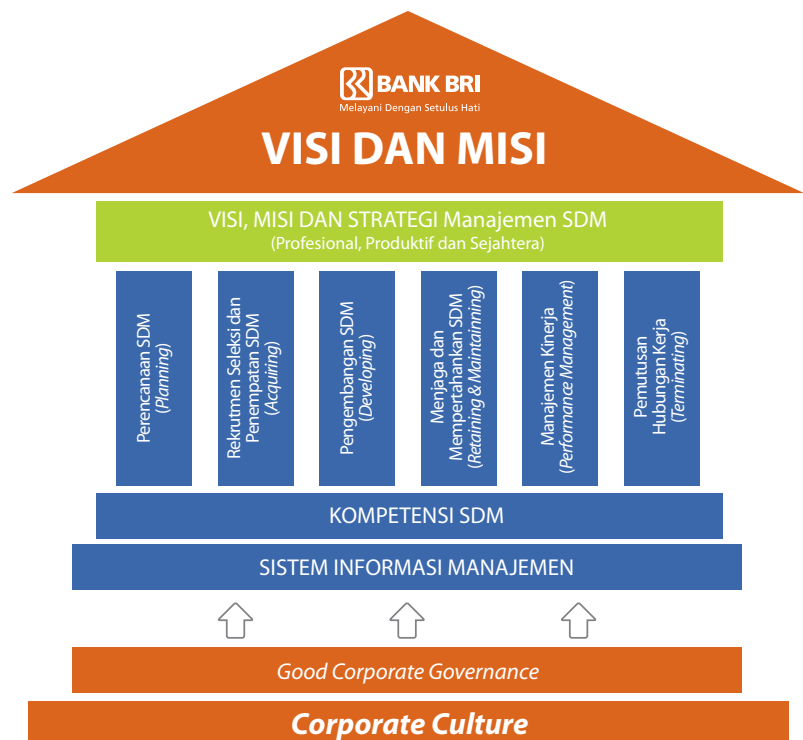 BANK BRI
Melayani Dengan Setulus Hati
VISI DAN MISI
VISI, MISI DAN STRATEGI Manajemen SDM
(Profesional, Produktif dan Sejahtera)
Perencanaan SDM
(Planning)
Rekrutmen Seleksi dan
Penempatan SDM
(Acquiring)
Pengembangan SDM
(Developing)
Menjaga dan
Mempertahankan SDM
(Retaining & Maintainning)
Manajemen Kinerja
(Performance Management)
Pemutusan
Hubungan Kerja
(Terminating)
KOMPETENSI SDM
SISTEM INFORMASI MANAJEMEN
Good Corporate Governance
Corporate Culture